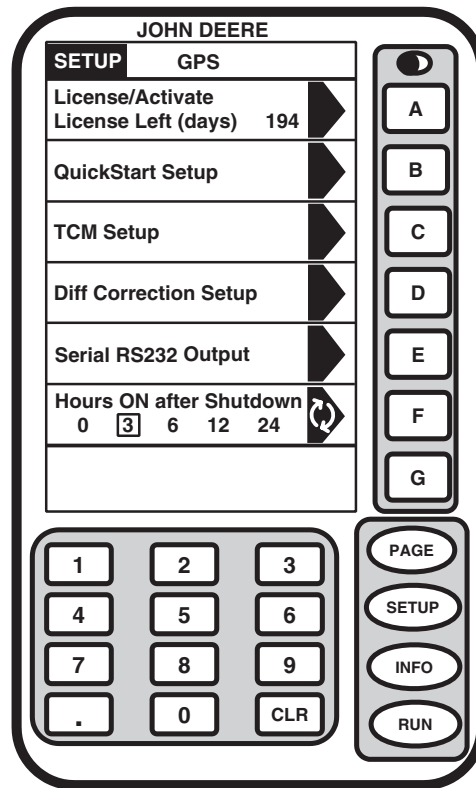 JOHN DEERE
SETUP GPS
License/Activate
License Left (days) 194
QuickStart Setup
TCM Setup
Diff Correction Setup
Serial RS232 Output
Hours ON after Shutdown
0 3 6 12 24
A
B
C
D
E
F
G
1 2 3
4 5 6
7 8 9
. 0 CLR
PAGE
SETUP
INFO
RUN